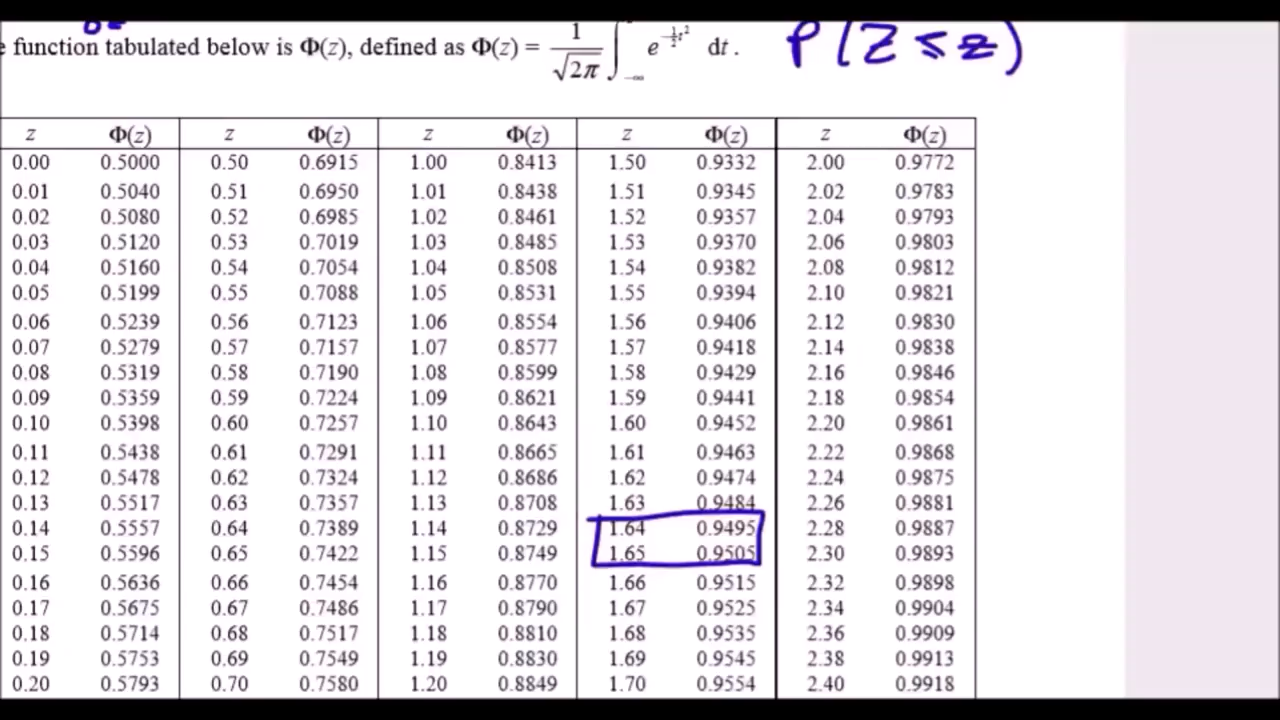 e function tabulated below is Φ(z), defined as Φ(z) = 1/√2π ∫ −∞ e^−½t² dt . P(Z ≤ z)
z Φ(z) z Φ(z) z Φ(z) z Φ(z) z Φ(z)
0.00 0.5000 0.50 0.6915 1.00 0.8413 1.50 0.9332 2.00 0.9772
0.01 0.5040 0.51 0.6950 1.01 0.8438 1.51 0.9345 2.02 0.9783
0.02 0.5080 0.52 0.6985 1.02 0.8461 1.52 0.9357 2.04 0.9793
0.03 0.5120 0.53 0.7019 1.03 0.8485 1.53 0.9370 2.06 0.9803
0.04 0.5160 0.54 0.7054 1.04 0.8508 1.54 0.9382 2.08 0.9812
0.05 0.5199 0.55 0.7088 1.05 0.8531 1.55 0.9394 2.10 0.9821
0.06 0.5239 0.56 0.7123 1.06 0.8554 1.56 0.9406 2.12 0.9830
0.07 0.5279 0.57 0.7157 1.07 0.8577 1.57 0.9418 2.14 0.9838
0.08 0.5319 0.58 0.7190 1.08 0.8599 1.58 0.9429 2.16 0.9846
0.09 0.5359 0.59 0.7224 1.09 0.8621 1.59 0.9441 2.18 0.9854
0.10 0.5398 0.60 0.7257 1.10 0.8643 1.60 0.9452 2.20 0.9861
0.11 0.5438 0.61 0.7291 1.11 0.8665 1.61 0.9463 2.22 0.9868
0.12 0.5478 0.62 0.7324 1.12 0.8686 1.62 0.9474 2.24 0.9875
0.13 0.5517 0.63 0.7357 1.13 0.8708 1.63 0.9484 2.26 0.9881
0.14 0.5557 0.64 0.7389 1.14 0.8729 1.64 0.9495 2.28 0.9887
0.15 0.5596 0.65 0.7422 1.15 0.8749 1.65 0.9505 2.30 0.9893
0.16 0.5636 0.66 0.7454 1.16 0.8770 1.66 0.9515 2.32 0.9898
0.17 0.5675 0.67 0.7486 1.17 0.8790 1.67 0.9525 2.34 0.9904
0.18 0.5714 0.68 0.7517 1.18 0.8810 1.68 0.9535 2.36 0.9909
0.19 0.5753 0.69 0.7549 1.19 0.8830 1.69 0.9545 2.38 0.9913
0.20 0.5793 0.70 0.7580 1.20 0.8849 1.70 0.9554 2.40 0.9918